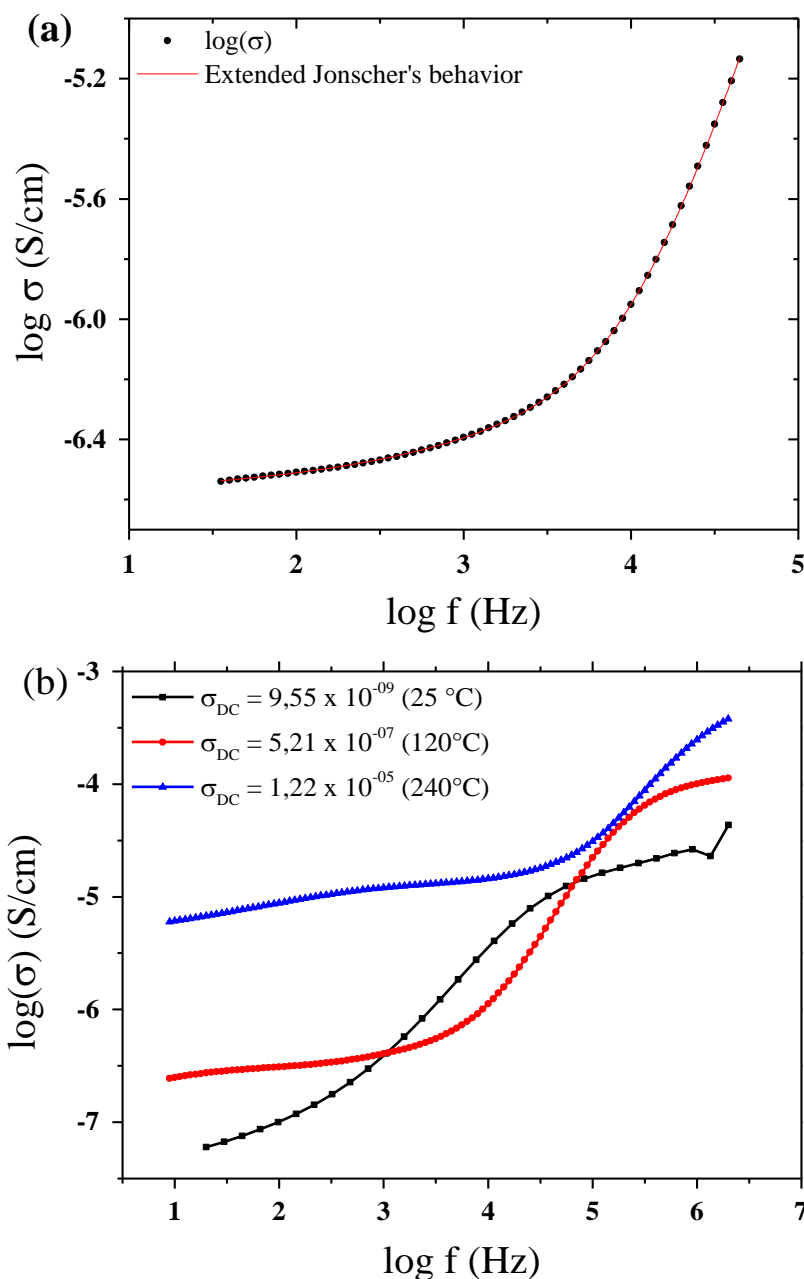 (a)
log(σ)
Extended Jonscher's behavior
-5.2
-5.6
-6.0
-6.4
log σ (S/cm)
1 2 3 4 5
log f (Hz)
(b)
σDC = 9,55 x 10-09 (25 °C)
σDC = 5,21 x 10-07 (120°C)
σDC = 1,22 x 10-05 (240°C)
-3
-4
-5
-6
-7
log(σ) (S/cm)
1 2 3 4 5 6 7
log f (Hz)